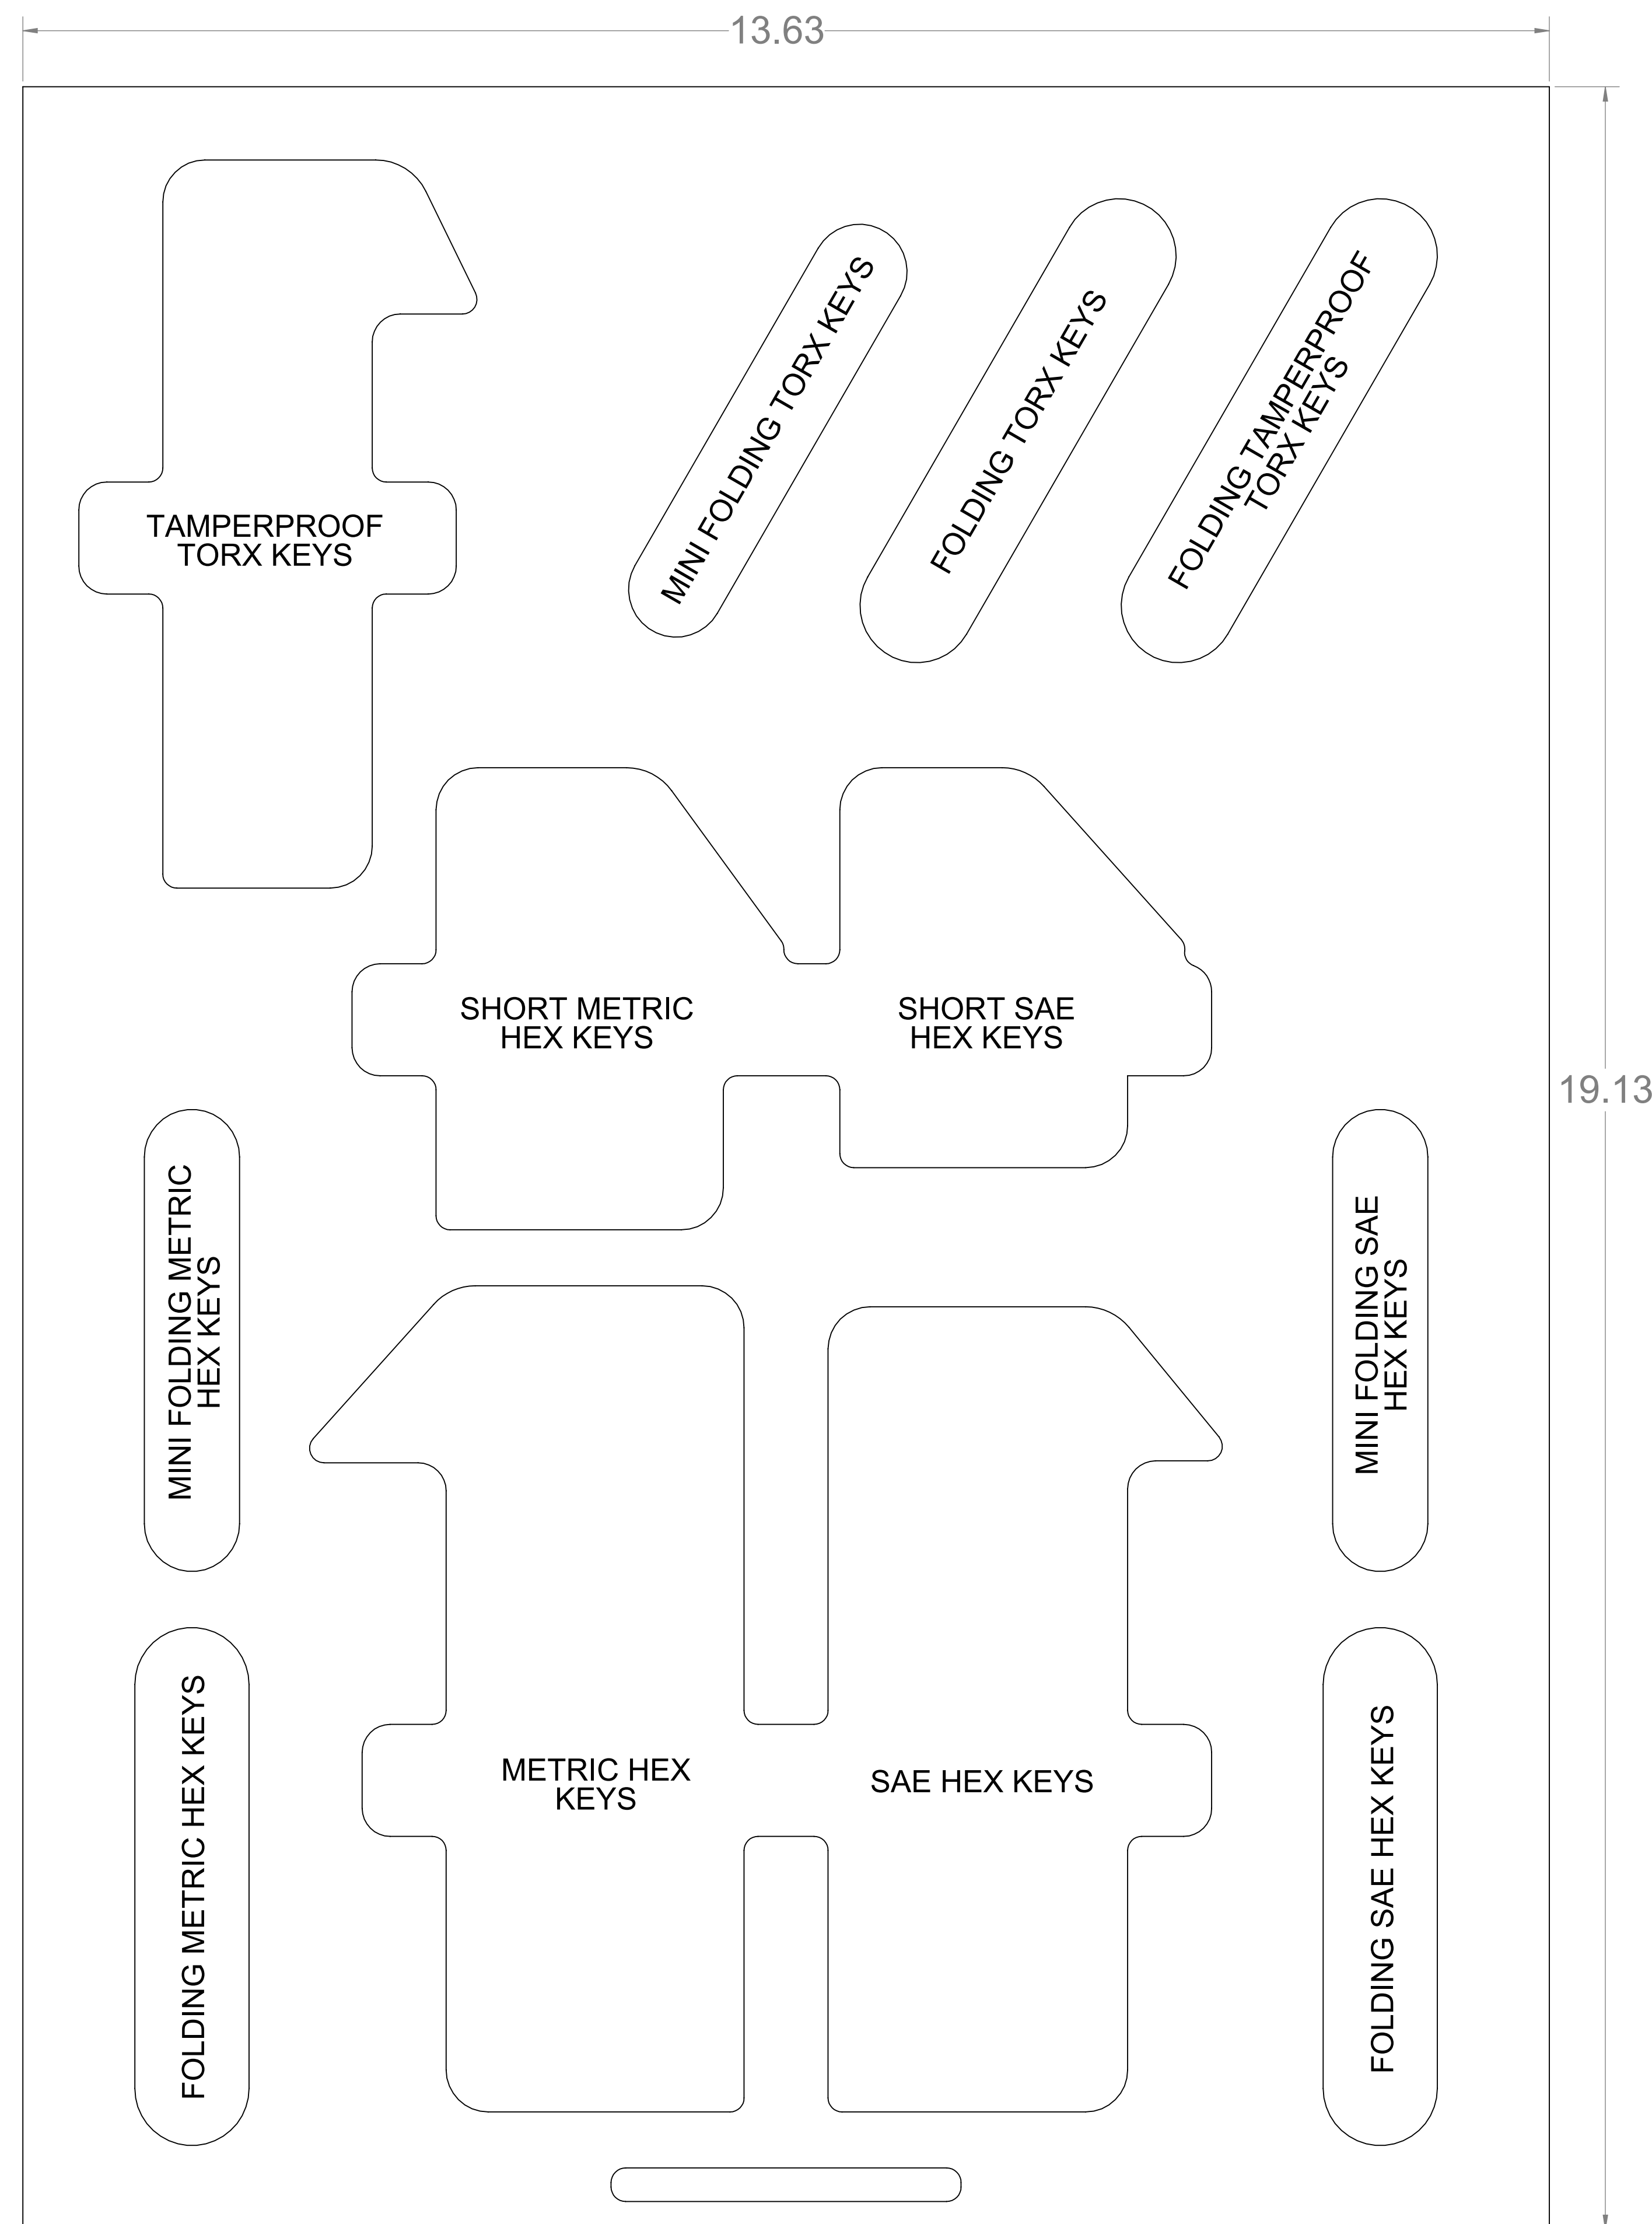 13.63
MINI FOLDING TORX KEYS
FOLDING TORX KEYS
FOLDING TAMPERPROOF
TORX KEYS
TAMPERPROOF
TORX KEYS
SHORT METRIC
HEX KEYS
SHORT SAE
HEX KEYS
19.13
MINI FOLDING METRIC
HEX KEYS
MINI FOLDING SAE
HEX KEYS
METRIC HEX
KEYS
SAE HEX KEYS
FOLDING METRIC HEX KEYS
FOLDING SAE HEX KEYS